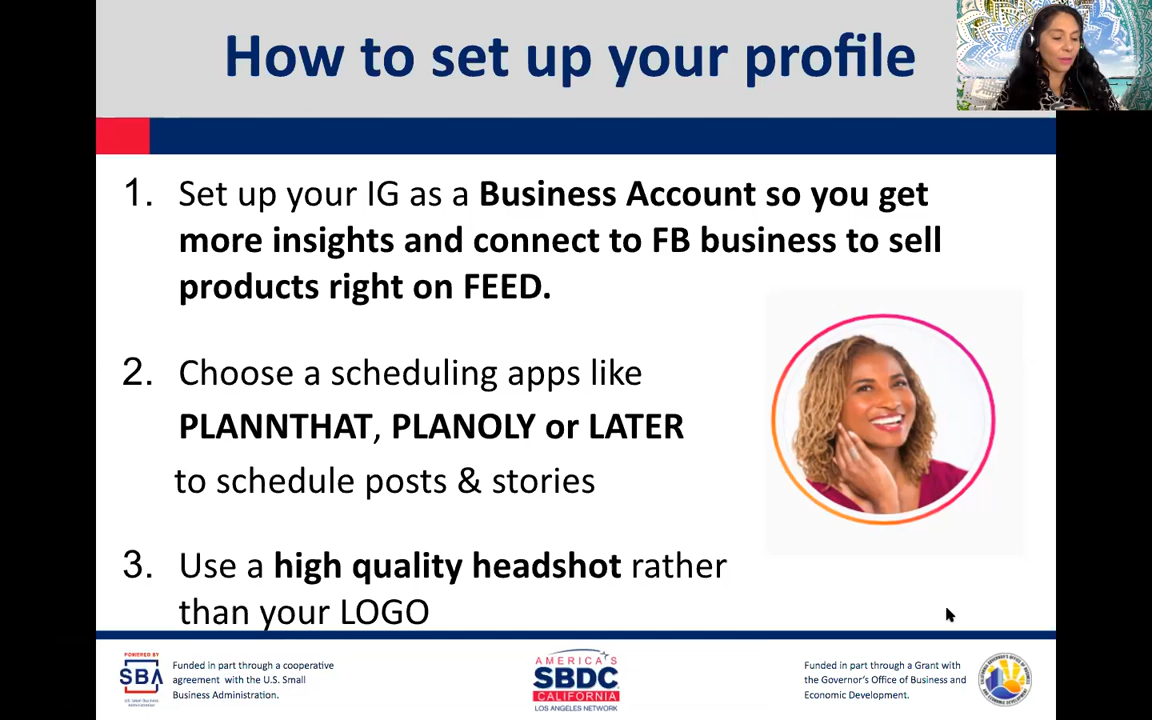 How to set up your profile
1. Set up your IG as a Business Account so you get
more insights and connect to FB business to sell
products right on FEED.
2. Choose a scheduling apps like
PLANNTHAT, PLANOLY or LATER
to schedule posts & stories
3. Use a high quality headshot rather
than your LOGO
POWERED BY
SBA
Funded in part through a cooperative
agreement with the U.S. Small
Business Administration.
AMERICA'S
SBDC
CALIFORNIA
LOS ANGELES NETWORK
Funded in part through a Grant with
the Governor's Office of Business and
Economic Development.